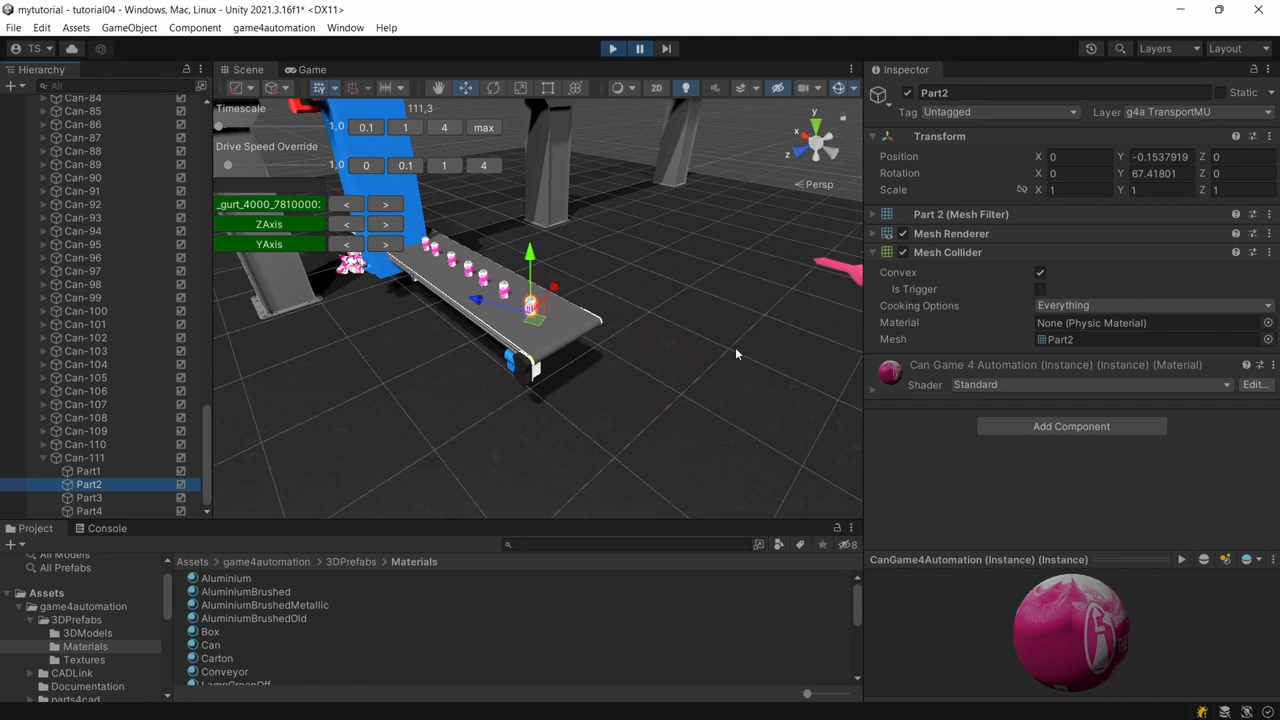 mytutorial - tutorial04 - Windows, Mac, Linux - Unity 2021.3.16f1* <DX11>
File Edit Assets GameObject Component game4automation Window Help
TS Layers Layout
Hierarchy
All
Can-84
Can-85
Can-86
Can-87
Can-88
Can-89
Can-90
Can-91
Can-92
Can-93
Can-94
Can-95
Can-96
Can-97
Can-98
Can-99
Can-100
Can-101
Can-102
Can-103
Can-104
Can-105
Can-106
Can-107
Can-108
Can-109
Can-110
Can-111
Part1
Part2
Part3
Part4
Scene Game
2D
Timescale 111,3
1,0 0.1 1 4 max
Drive Speed Override
1,0 0 0.1 1 4
_gurt_4000_7810000: < >
ZAxis < >
YAxis < >
y
x
z
Persp
Inspector
Part2 Static
Tag Untagged Layer g4a TransportMU
Transform
Position X 0 Y -0.1537919 Z 0
Rotation X 0 Y 67.41801 Z 0
Scale X 1 Y 1 Z 1
Part 2 (Mesh Filter)
Mesh Renderer
Mesh Collider
Convex
Is Trigger
Cooking Options Everything
Material None (Physic Material)
Mesh Part2
Can Game 4 Automation (Instance) (Instance) (Material)
Shader Standard Edit...
Add Component
CanGame4Automation (Instance) (Instance)
Project Console
8
All Models
All Prefabs
Assets
game4automation
3DPrefabs
3DModels
Materials
Textures
CADLink
Documentation
parts4cad
Assets > game4automation > 3DPrefabs > Materials
Aluminium
AluminiumBrushed
AluminiumBrushedMetallic
AluminiumBrushedOld
Box
Can
Carton
Conveyor
LampGreenOff